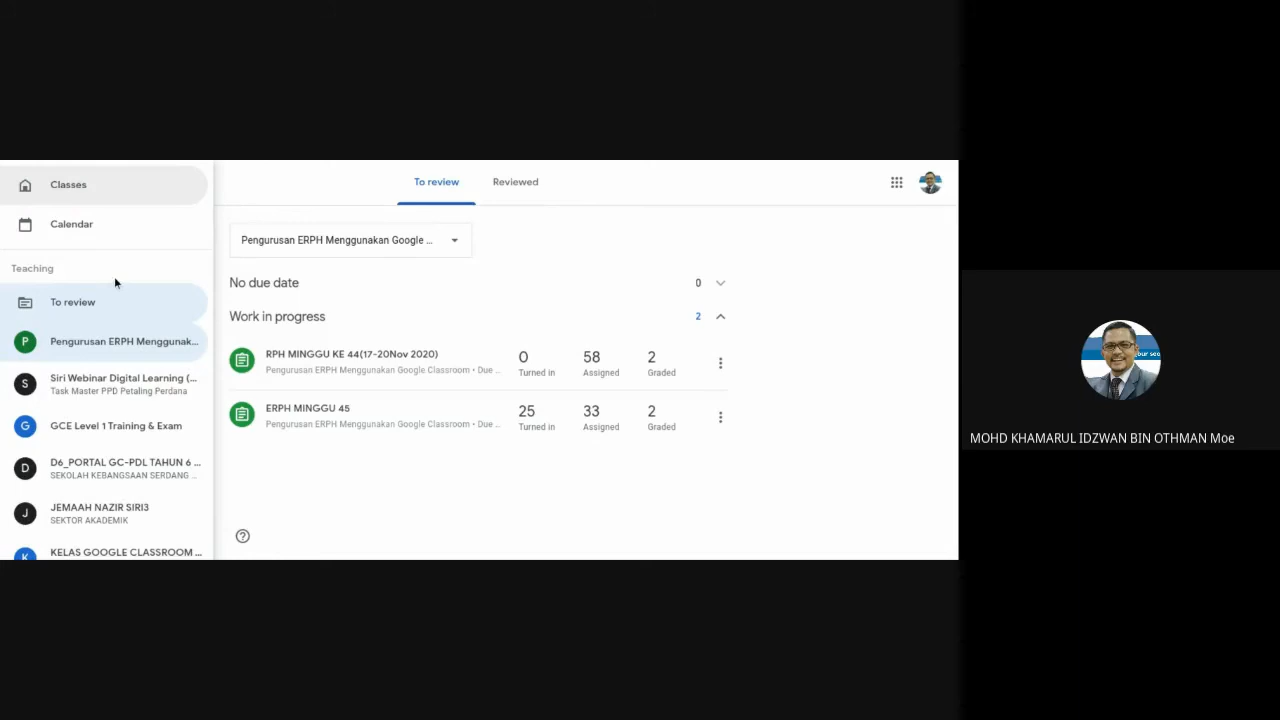 Classes
Calendar
Teaching
To review
P
Pengurusan ERPH Menggunak...
S
Siri Webinar Digital Learning (...
Task Master PPD Petaling Perdana
G
GCE Level 1 Training & Exam
D
D6_PORTAL GC-PDL TAHUN 6 ...
SEKOLAH KEBANGSAAN SERDANG ...
J
JEMAAH NAZIR SIRI3
SEKTOR AKADEMIK
K
KELAS GOOGLE CLASSROOM ...
To review Reviewed
Pengurusan ERPH Menggunakan Google ...
No due date 0
Work in progress 2
RPH MINGGU KE 44(17-20Nov 2020) 0 58 2
Pengurusan ERPH Menggunakan Google Classroom • Due ... Turned in Assigned Graded
ERPH MINGGU 45 25 33 2
Pengurusan ERPH Menggunakan Google Classroom • Due ... Turned in Assigned Graded
our sec
MOHD KHAMARUL IDZWAN BIN OTHMAN Moe